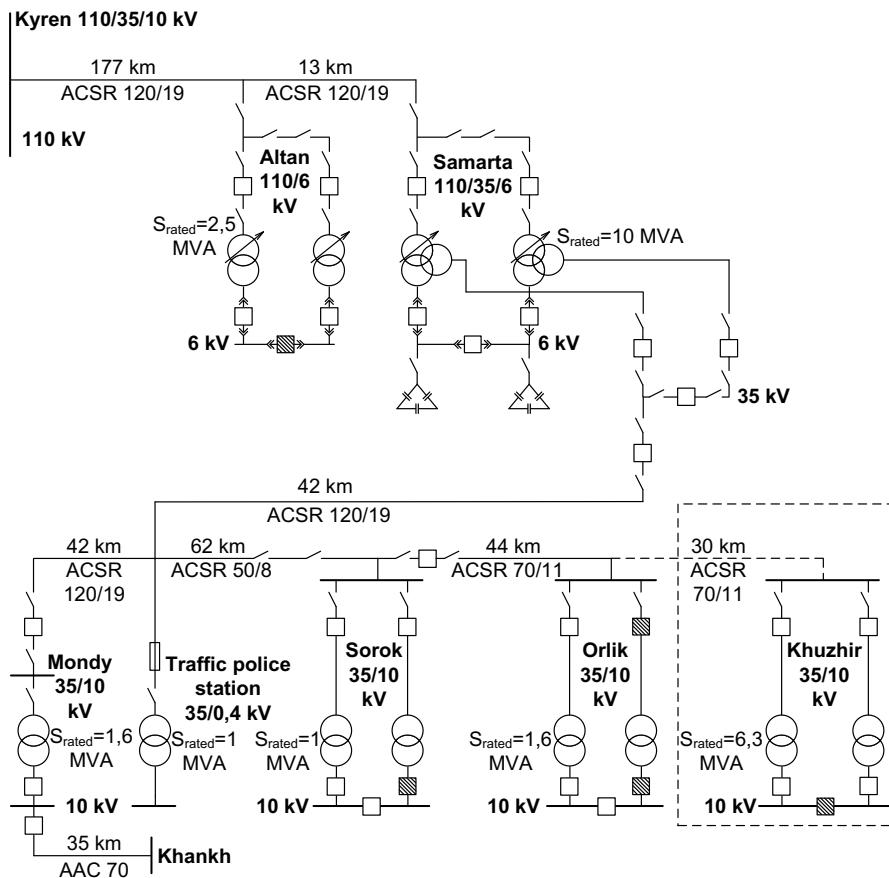 Kyren 110/35/10 kV
177 km
ACSR 120/19
13 km
ACSR 120/19
110 kV
Altan
110/6
kV
Samarta
110/35/6
kV
Srated=2,5
MVA
Srated=10 MVA
6 kV
6 kV
35 kV
42 km
ACSR 120/19
42 km
ACSR
120/19
62 km
ACSR 50/8
44 km
ACSR 70/11
30 km
ACSR
70/11
Mondy
35/10
kV
Traffic police
station
35/0,4 kV
Sorok
35/10
kV
Orlik
35/10
kV
Khuzhir
35/10
kV
Srated=1,6
MVA
Srated=1
MVA
Srated=1
MVA
Srated=1,6
MVA
Srated=6,3
MVA
10 kV
10 kV
10 kV
10 kV
35 km
AAC 70
Khankh